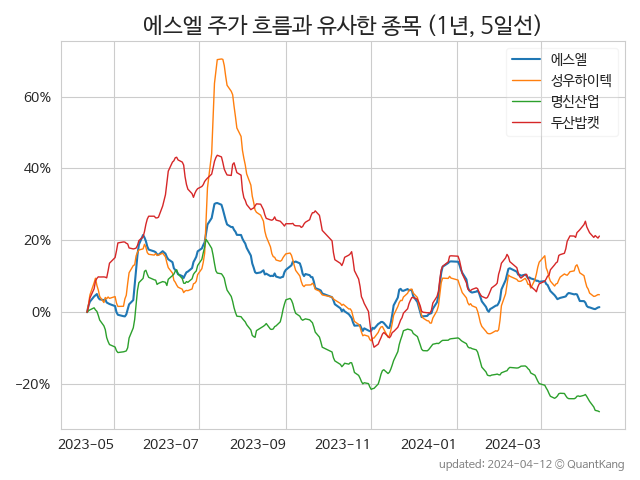 에스엘 주가 흐름과 유사한 종목 (1년, 5일선)
에스엘
성우하이텍
명신산업
두산밥캣
60%
40%
20%
0%
−20%
2023-05
2023-07
2023-09
2023-11
2024-01
2024-03
updated: 2024-04-12 © QuantKang